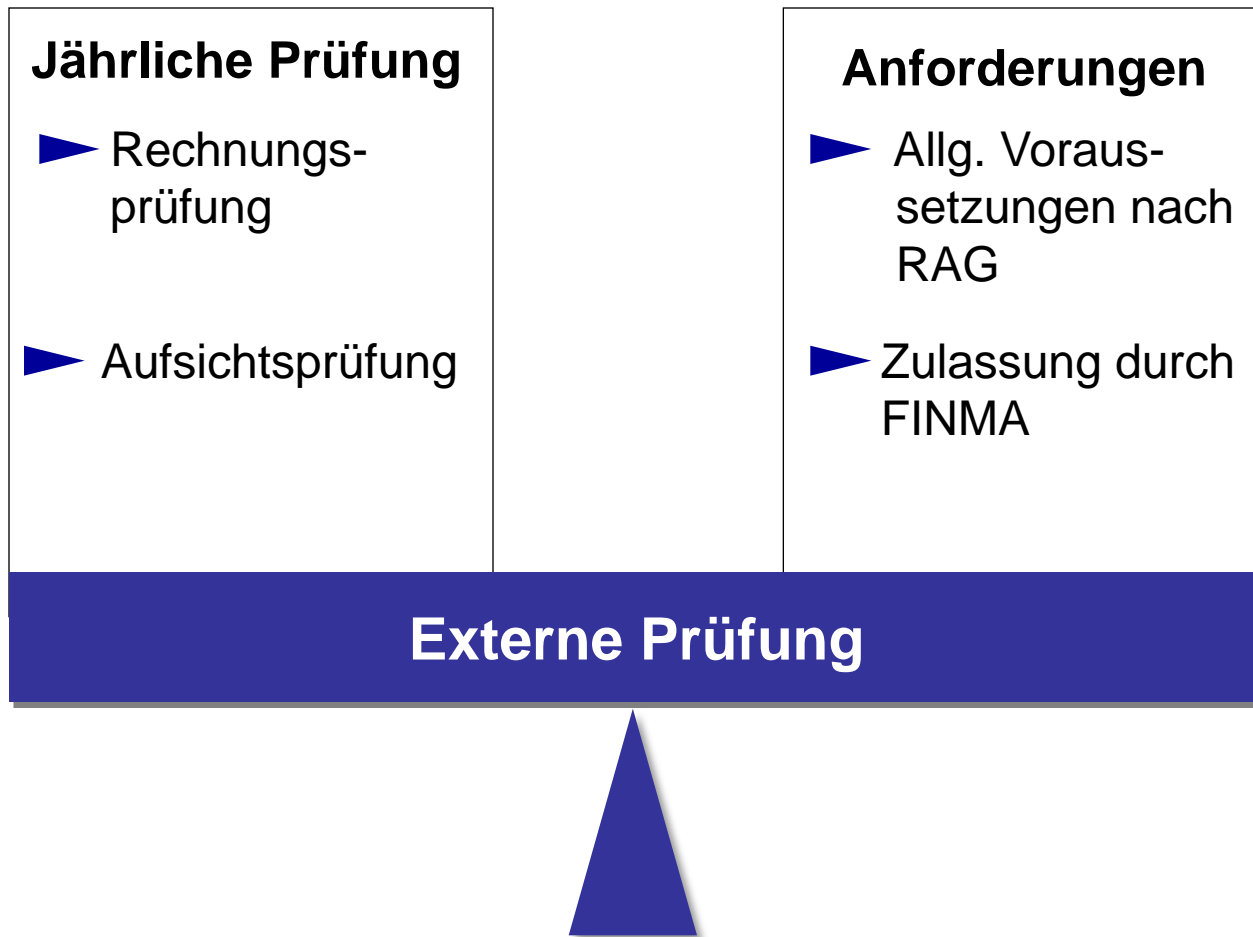 Jährliche Prüfung
Rechnungs-
prüfung
Aufsichtsprüfung
Anforderungen
Allg. Voraus-
setzungen nach
RAG
Zulassung durch
FINMA
Externe Prüfung